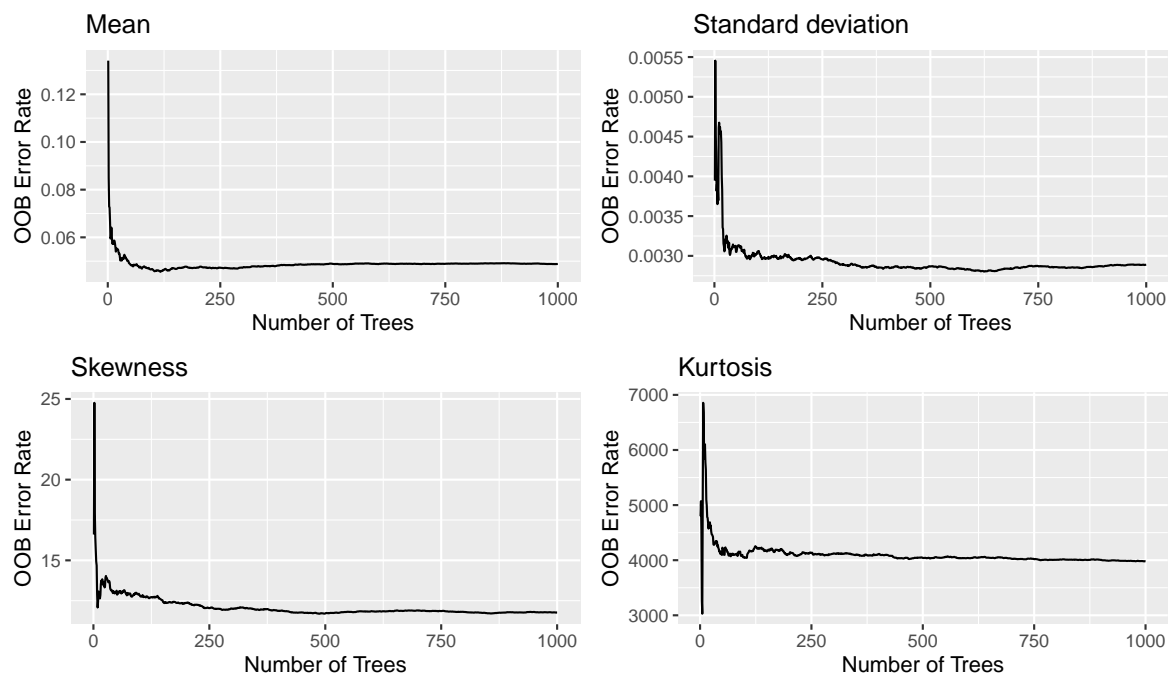 Mean
OOB Error Rate
0.12
0.10
0.08
0.06
0 250 500 750 1000
Number of Trees
Standard deviation
OOB Error Rate
0.0055
0.0050
0.0045
0.0040
0.0035
0.0030
0 250 500 750 1000
Number of Trees
Skewness
OOB Error Rate
25
20
15
0 250 500 750 1000
Number of Trees
Kurtosis
OOB Error Rate
7000
6000
5000
4000
3000
0 250 500 750 1000
Number of Trees